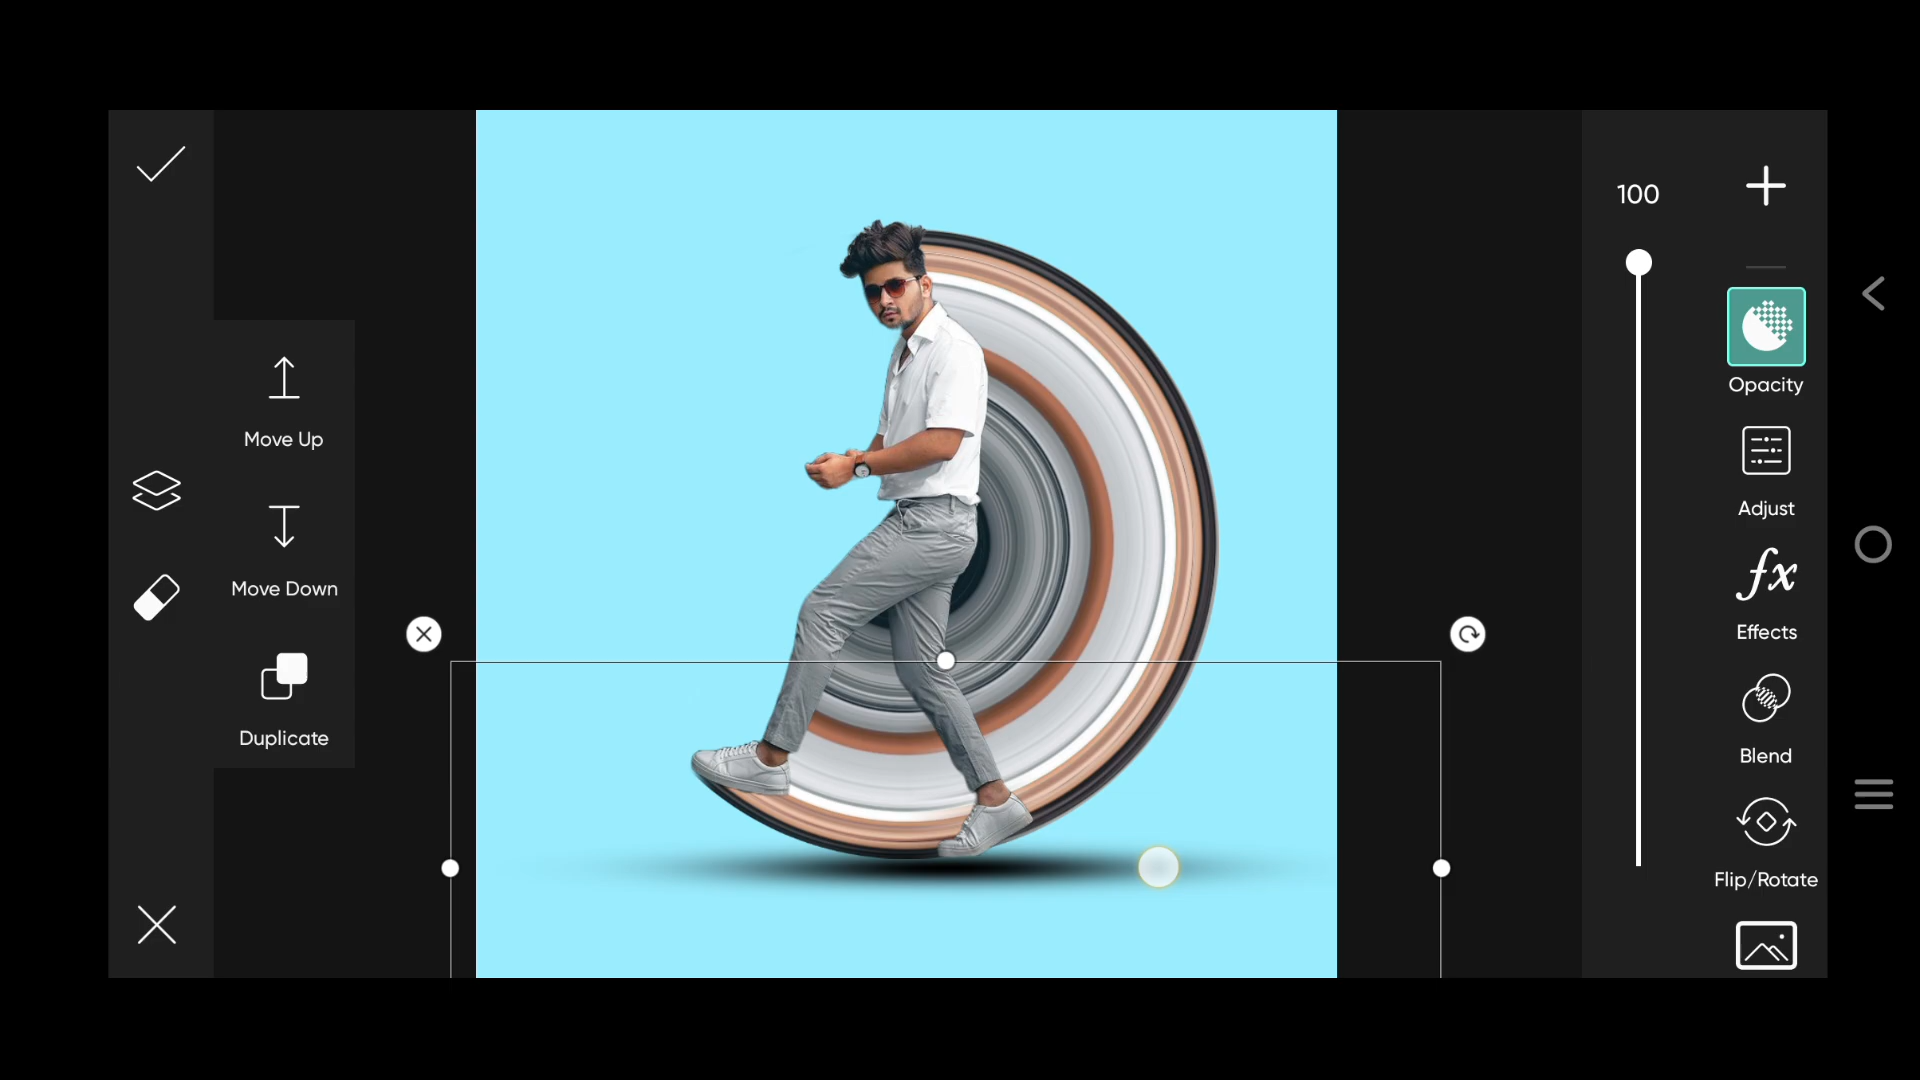 Move Up
Move Down
Duplicate
100
Opacity
Adjust
fx
Effects
Blend
Flip/Rotate